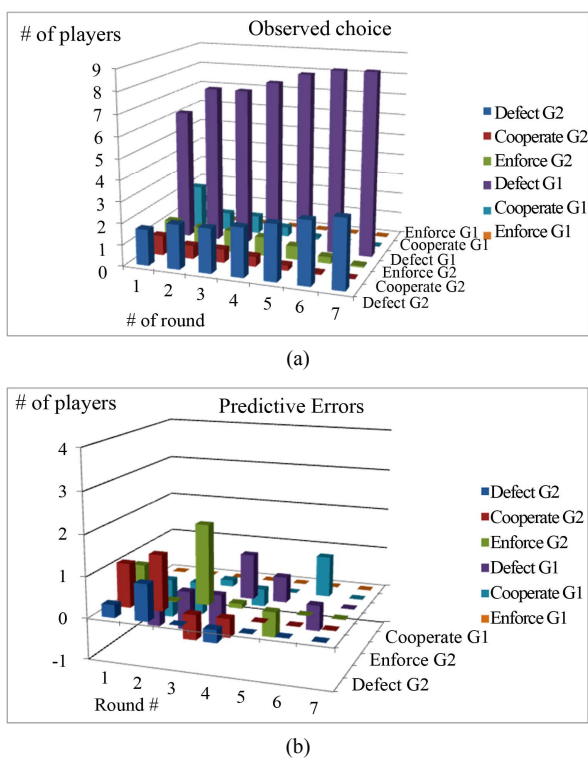 # of players
Observed choice
9
8
7
6
5
4
3
2
1
0
1 2 3 4 5 6 7
# of round
Enforce G1
Cooperate G1
Defect G1
Enforce G2
Cooperate G2
Defect G2
Defect G2
Cooperate G2
Enforce G2
Defect G1
Cooperate G1
Enforce G1
(a)
# of players
Predictive Errors
4
3
2
1
0
-1
1 2 3 4 5 6 7
Round #
Cooperate G1
Enforce G2
Defect G2
Defect G2
Cooperate G2
Enforce G2
Defect G1
Cooperate G1
Enforce G1
(b)